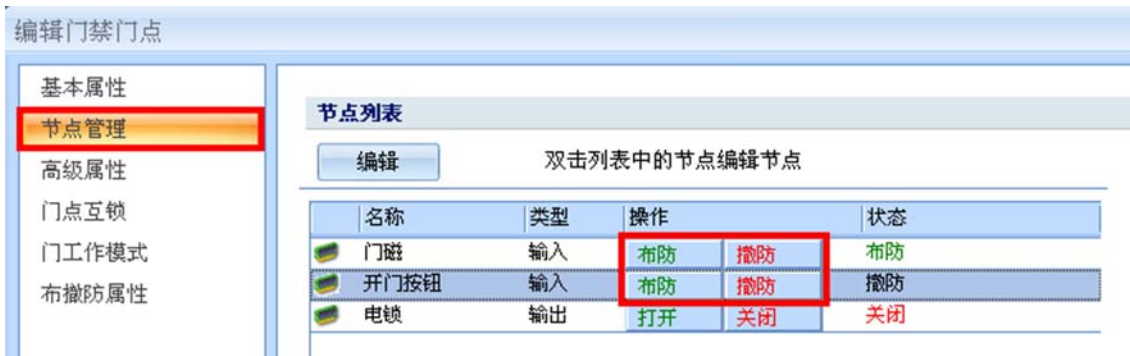 编辑门禁门点
基本属性
节点管理
高级属性
门点互锁
门工作模式
布撤防属性
节点列表
编辑 双击列表中的节点编辑节点
名称 类型 操作 状态
门磁 输入 布防 撤防 布防
开门按钮 输入 布防 撤防 撤防
电锁 输出 打开 关闭 关闭